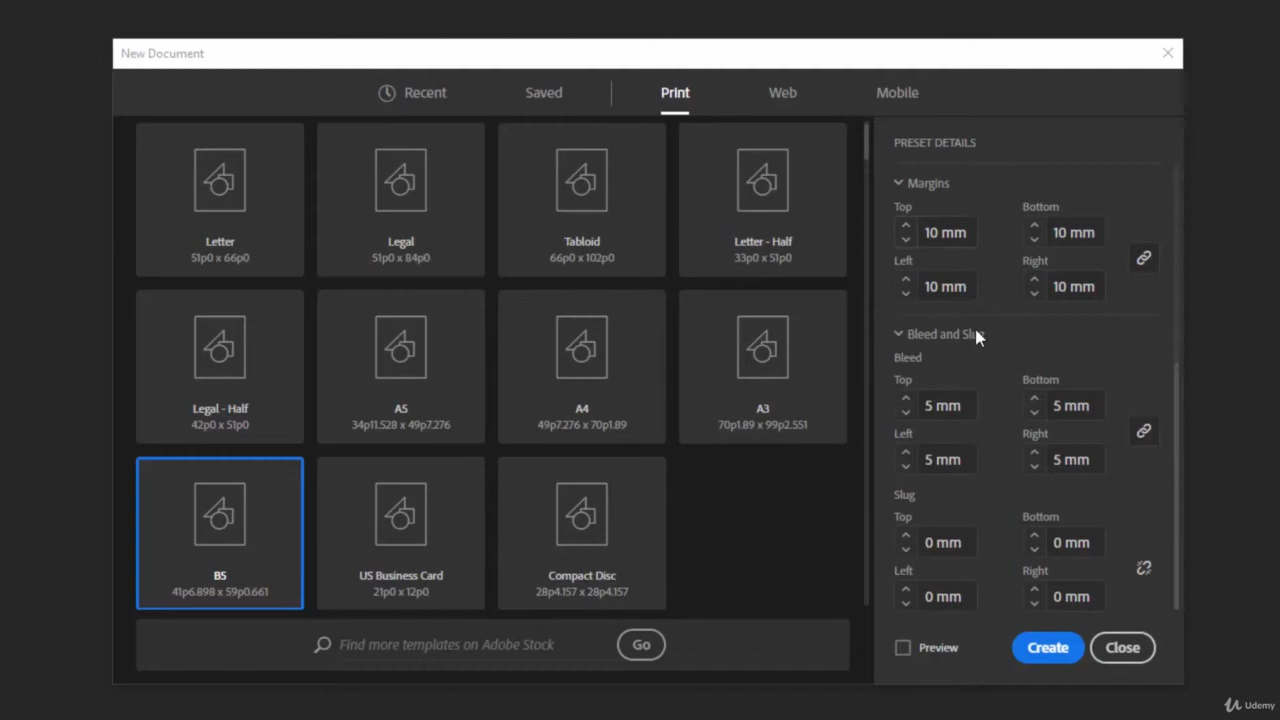 New Document
Recent Saved Print Web Mobile
Letter
51p0 x 66p0
Legal
51p0 x 84p0
Tabloid
66p0 x 102p0
Letter - Half
33p0 x 51p0
Legal - Half
42p0 x 51p0
A5
34p11.528 x 49p7.276
A4
49p7.276 x 70p1.89
A3
70p1.89 x 99p2.551
B5
41p6.898 x 59p0.661
US Business Card
21p0 x 12p0
Compact Disc
28p4.157 x 28p4.157
Find more templates on Adobe Stock Go
PRESET DETAILS
Margins
Top Bottom
10 mm 10 mm
Left Right
10 mm 10 mm
Bleed and Slug
Bleed
Top Bottom
5 mm 5 mm
Left Right
5 mm 5 mm
Slug
Top Bottom
0 mm 0 mm
Left Right
0 mm 0 mm
Preview Create Close
Udemy